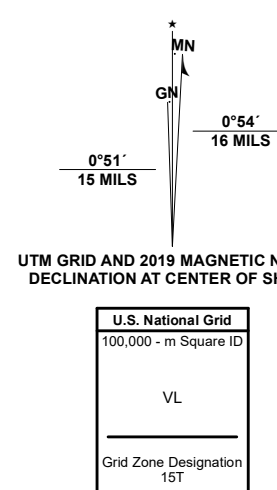 ★
MN
GN
0°54´
16 MILS
0°51´
15 MILS
UTM GRID AND 2019 MAGNETIC
DECLINATION AT CENTER OF
U.S. National Grid
100,000 - m Square ID
VL
Grid Zone Designation
15T